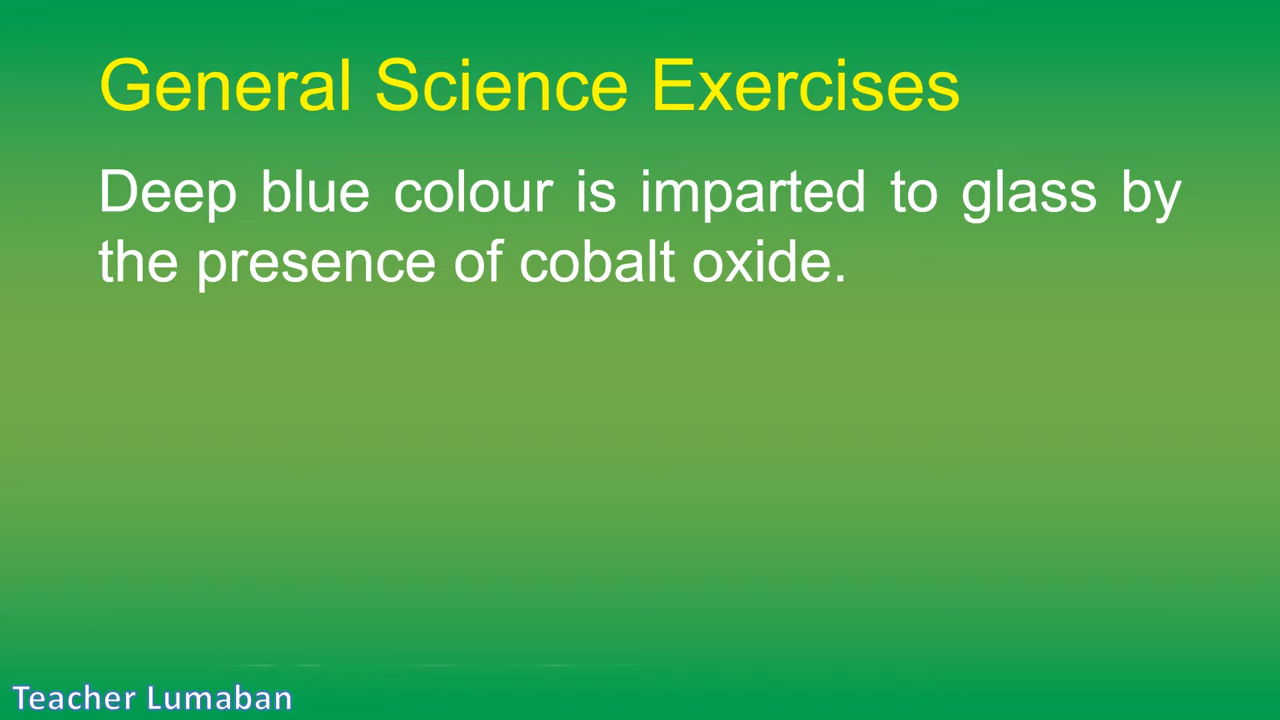 General Science Exercises
Deep blue colour is imparted to glass by
the presence of cobalt oxide.
Teacher Lumaban